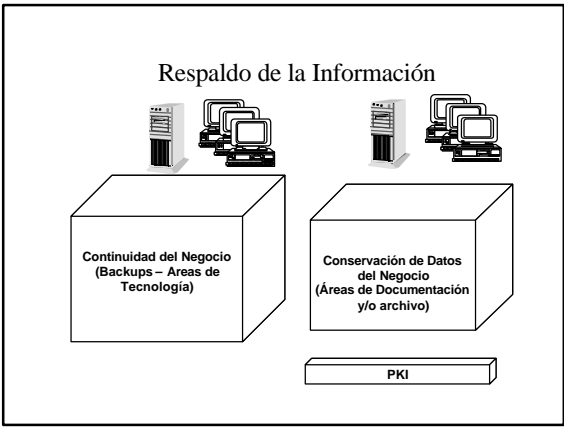 Respaldo de la Información
Continuidad del Negocio
(Backups – Areas de
Tecnología)
Conservación de Datos
del Negocio
(Áreas de Documentación
y/o archivo)
PKI